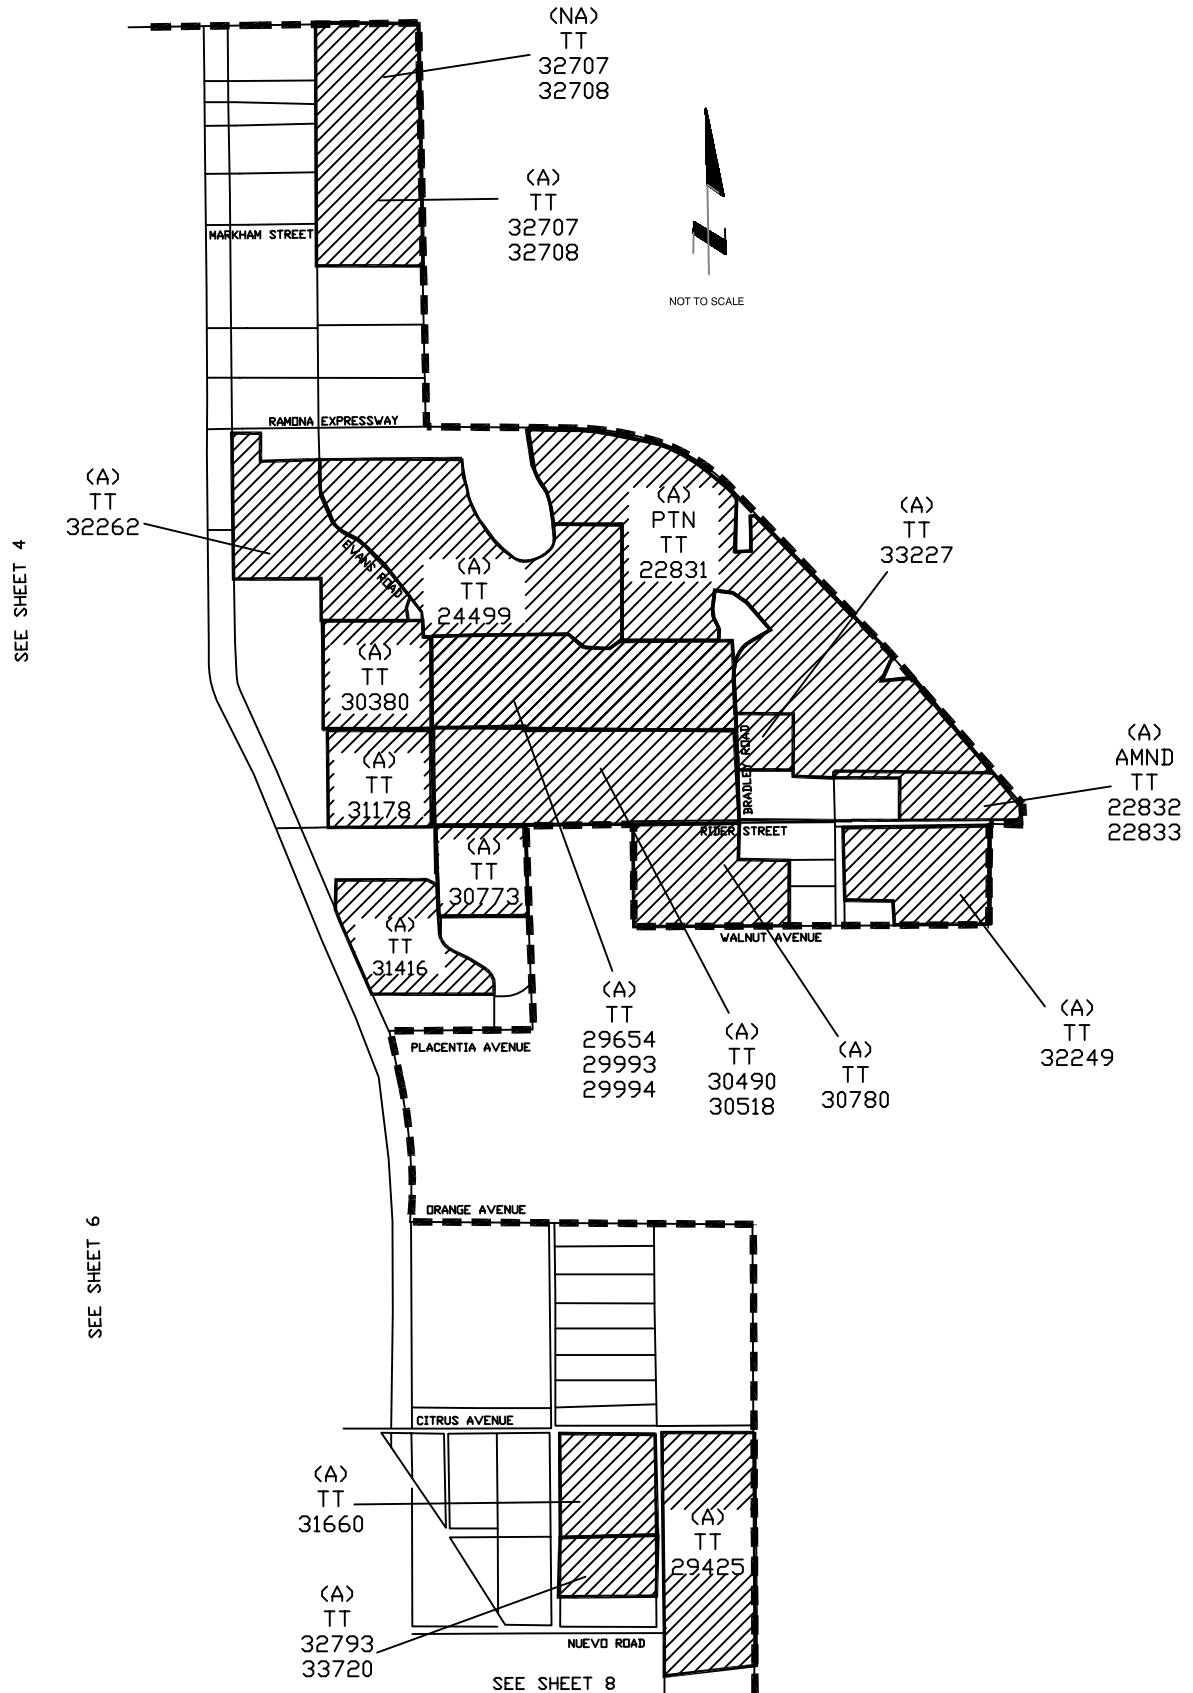 (NA)
TT
32707
32708
(A)
TT
32707
32708
MARKHAM STREET
NOT TO SCALE
RAMONA EXPRESSWAY
(A)
TT
32262
SEE SHEET 4
EVANS ROAD
(A)
TT
24499
(A)
PTN
TT
22831
(A)
TT
33227
(A)
TT
30380
(A)
TT
31178
BRADLEY ROAD
(A)
AMND
TT
22832
22833
RIDER STREET
(A)
TT
30773
(A)
TT
31416
WALNUT AVENUE
PLACENTIA AVENUE
(A)
TT
29654
29993
29994
(A)
TT
30490
30518
(A)
TT
30780
(A)
TT
32249
SEE SHEET 6
ORANGE AVENUE
CITRUS AVENUE
(A)
TT
31660
(A)
TT
29425
(A)
TT
32793
33720
NUEVO ROAD
SEE SHEET 8